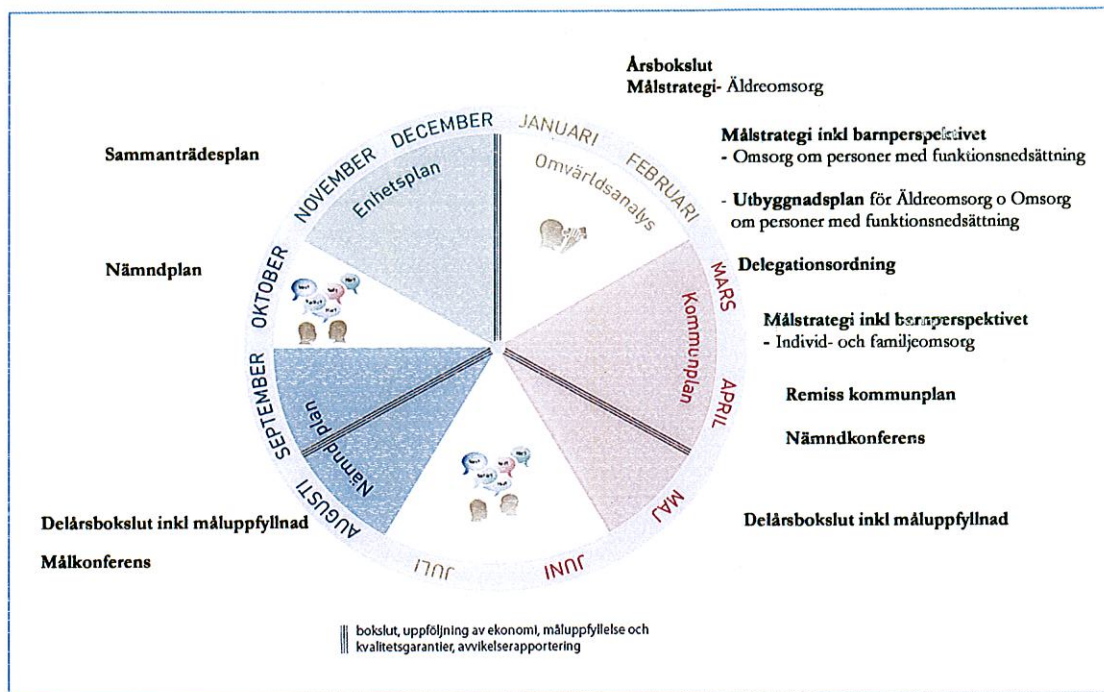 Årsbokslut
Målstrategi- Äldreomsorg
Målstrategi inkl barnperspektivet
- Omsorg om personer med funktionsnedsättning
- Utbyggnadsplan för Äldreomsorg o Omsorg
om personer med funktionsnedsättning
Delegationsordning
Målstrategi inkl barnperspektivet
- Individ- och familjeomsorg
Remiss kommunplan
Nämndkonferens
Delårsbokslut inkl måluppfyllnad
Sammanträdesplan
Nämndplan
Delårsbokslut inkl måluppfyllnad
Målkonferens
JANUARI
FEBRUARI
MARS
APRIL
MAJ
JUNI
JULI
AUGUSTI
SEPTEMBER
OKTOBER
NOVEMBER
DECEMBER
Omvärldsanalys
Kommunplan
Nämndplan
Enhetsplan
bokslut, uppföljning av ekonomi, måluppfyllelse och
kvalitetsgarantier, avvikelserapportering